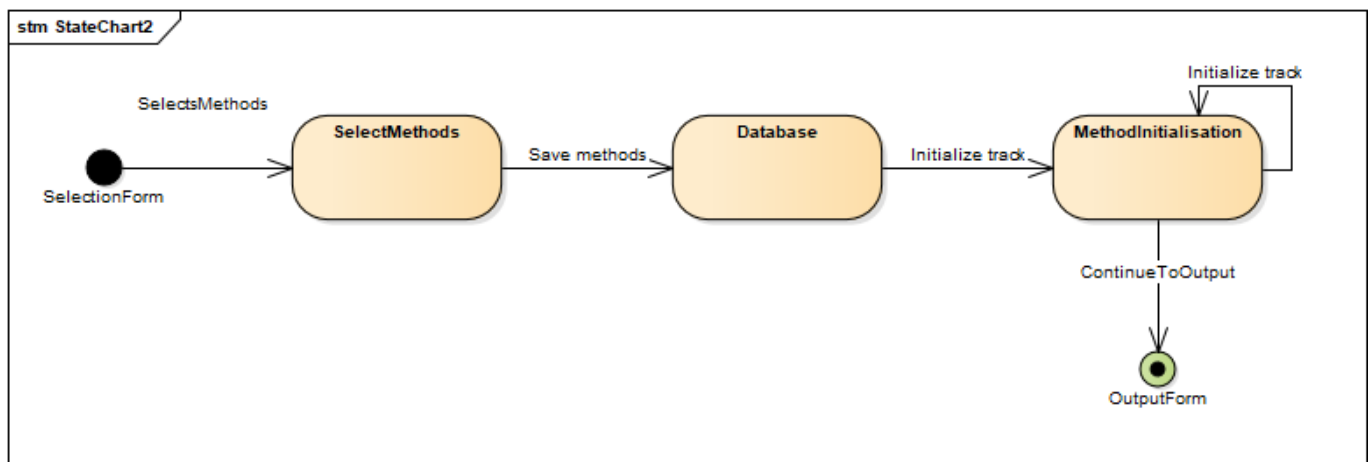 stm StateChart2
Initialize track
SelectsMethods
SelectMethods
Database
MethodInitialisation
Save methods
Initialize track
SelectionForm
ContinueToOutput
OutputForm